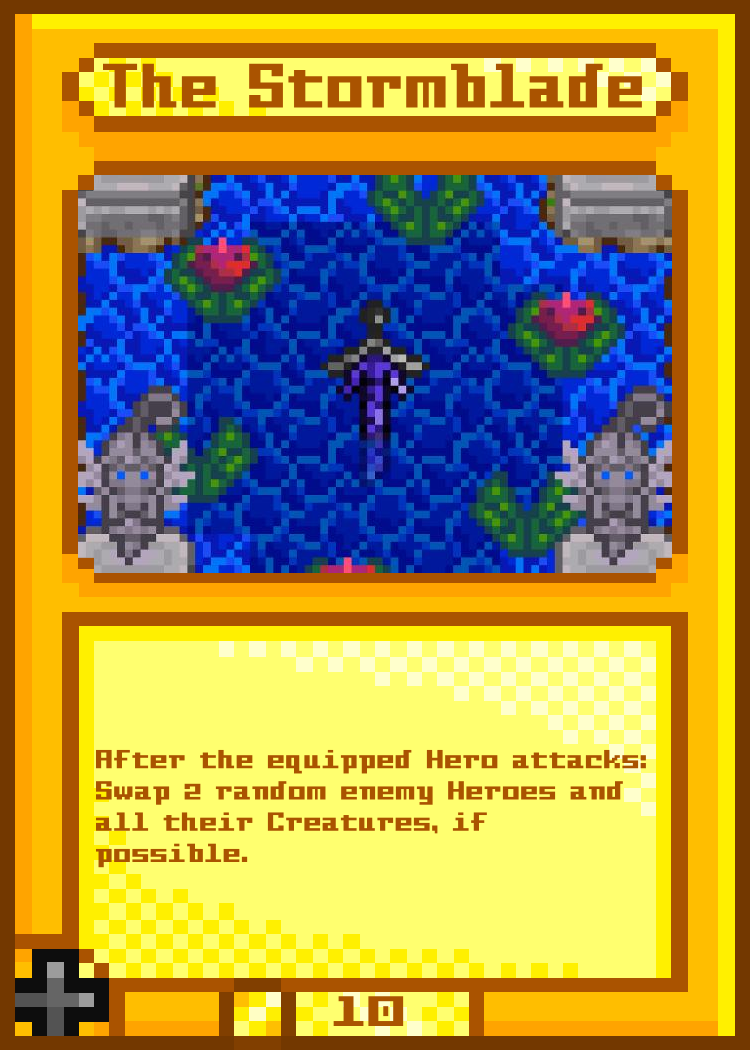 The Stormblade
After the equipped Hero attacks:
Swap 2 random enemy Heroes and
all their Creatures, if
possible.
10